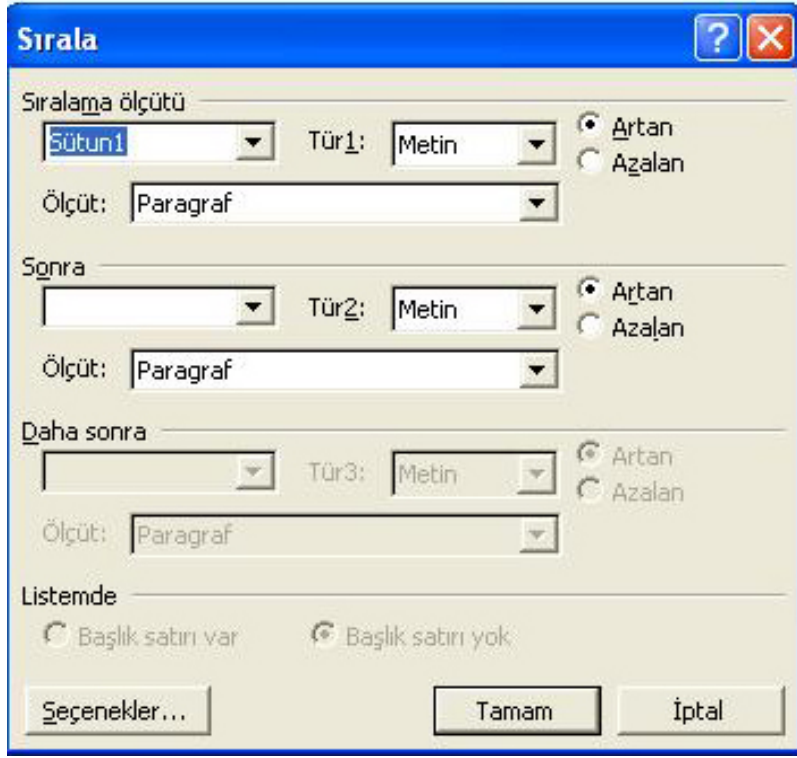 Sırala
Sıralama ölçütü
Sütun1 Tür1: Metin Artan
Azalan
Ölçüt: Paragraf
Sonra
Tür2: Metin Artan
Azalan
Ölçüt: Paragraf
Daha sonra
Tür3: Metin Artan
Azalan
Ölçüt: Paragraf
Listemde
Başlık satırı var Başlık satırı yok
Seçenekler... Tamam İptal